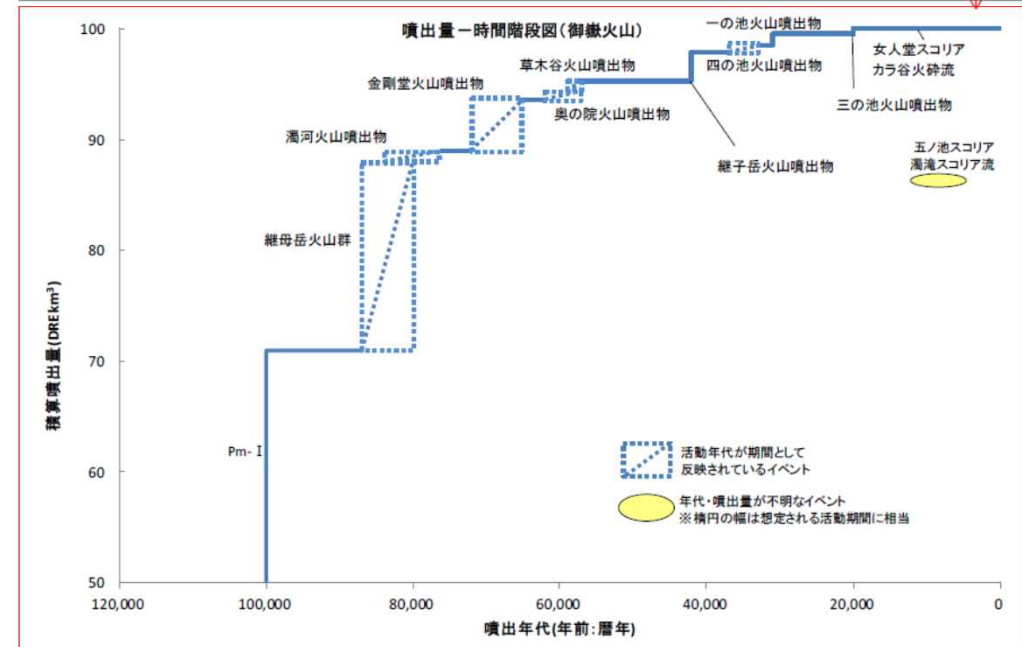 噴出量ー時間階段図(御嶽火山)
一の池火山噴出物
100
女人堂スコリア
カラ谷火砕流
草木谷火山噴出物
四の池火山噴出物
金剛堂火山噴出物
三の池火山噴出物
奥の院火山噴出物
濁河火山噴出物
90
五ノ池スコリア
濁滝スコリア流
継子岳火山噴出物
継母岳火山群
80
積算噴出量(DREkm³)
70
Pm-Ⅰ
活動年代が期間として
反映されているイベント
60
年代・噴出量が不明なイベント
※楕円の幅は想定される活動期間に相当
50
120,000
100,000
80,000
60,000
40,000
20,000
0
噴出年代(年前:暦年)